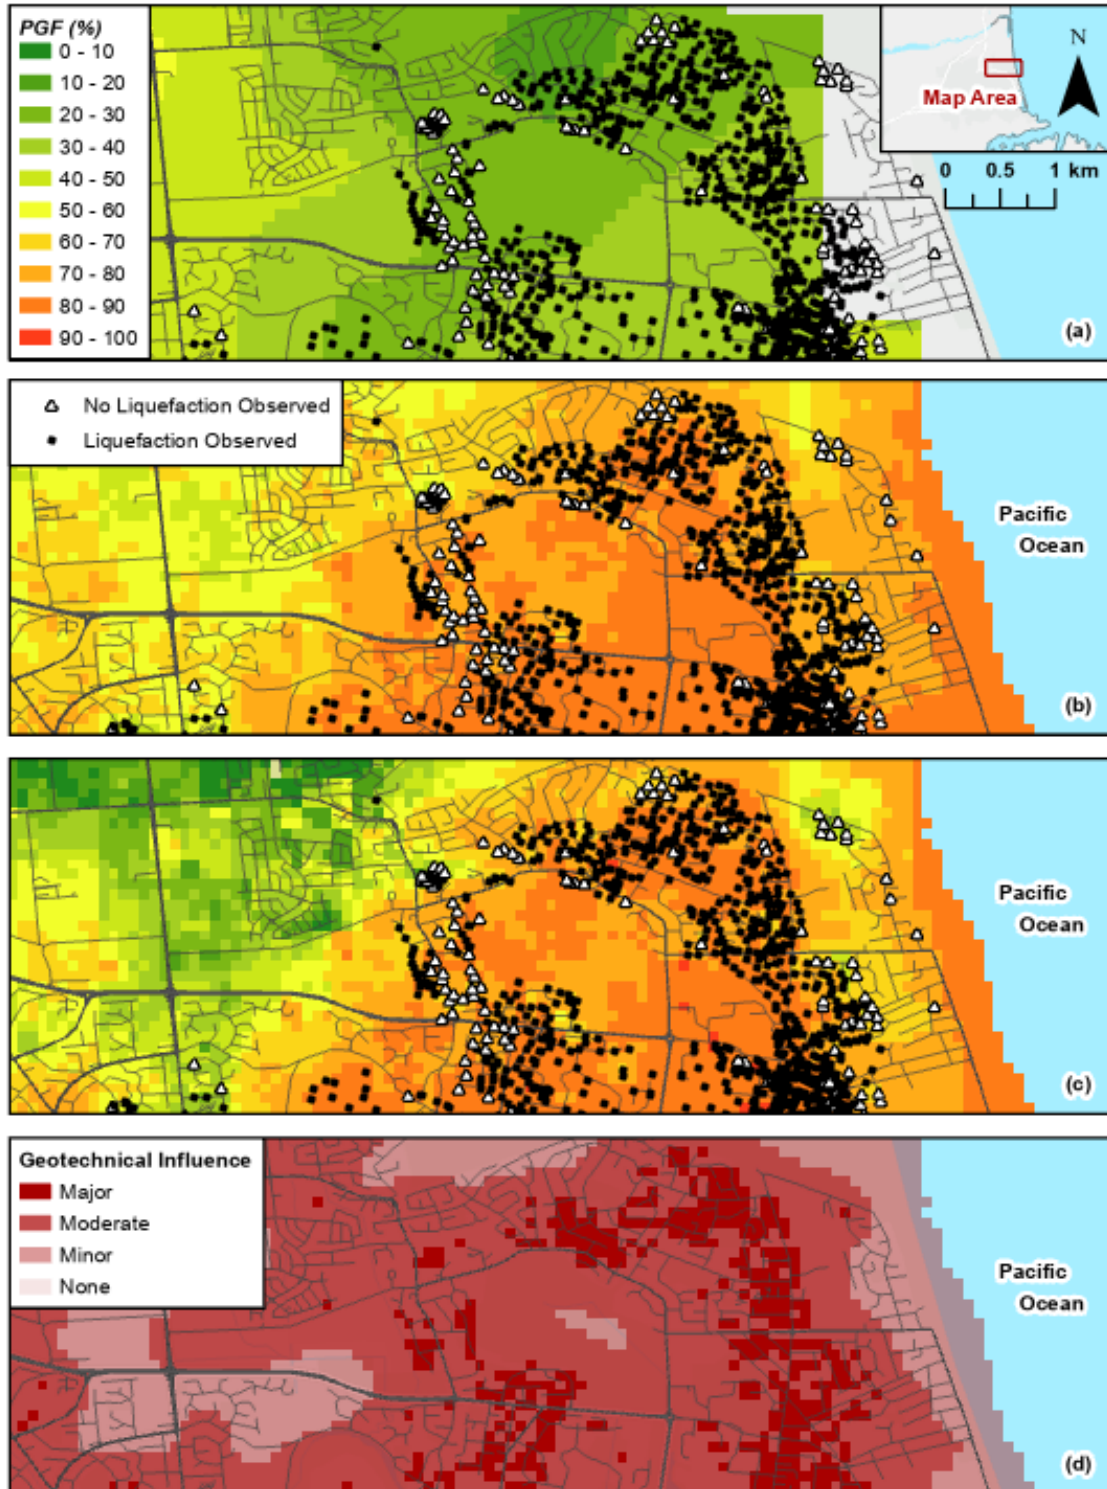 PGF (%)
0 - 10
10 - 20
20 - 30
30 - 40
40 - 50
50 - 60
60 - 70
70 - 80
80 - 90
90 - 100
Map Area
N
0 0.5 1 km
(a)
No Liquefaction Observed
Liquefaction Observed
Pacific
Ocean
(b)
Pacific
Ocean
(c)
Geotechnical Influence
Major
Moderate
Minor
None
Pacific
Ocean
(d)